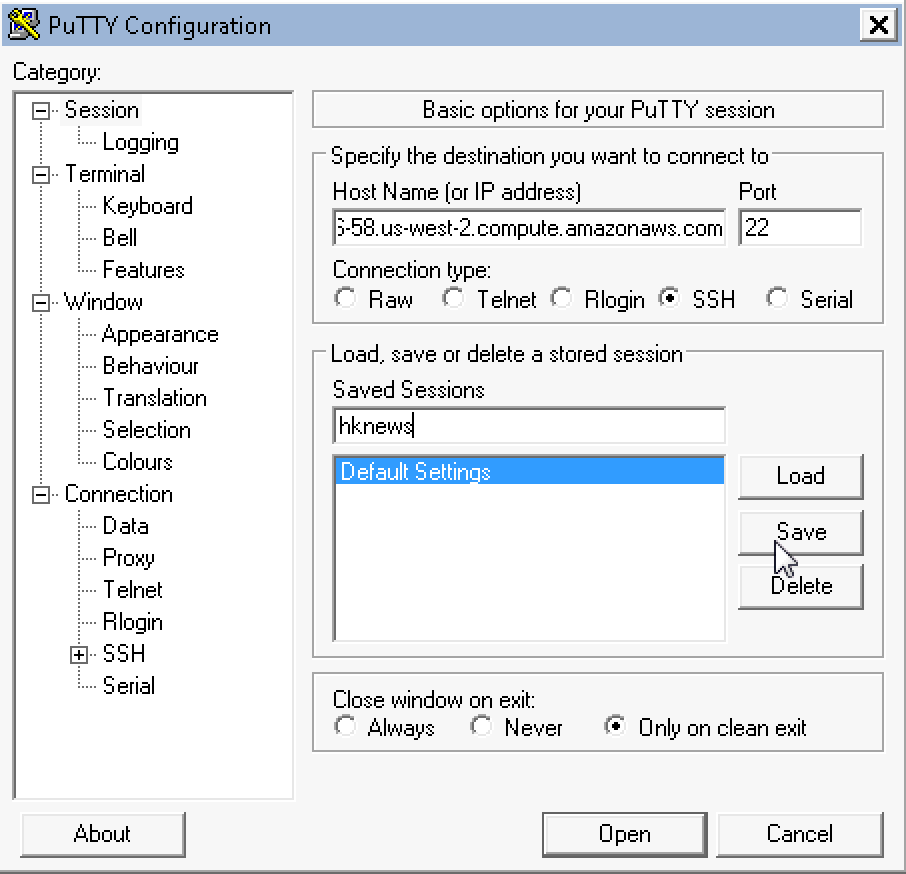 PuTTY Configuration
Category:
Session
Logging
Terminal
Keyboard
Bell
Features
Window
Appearance
Behaviour
Translation
Selection
Colours
Connection
Data
Proxy
Telnet
Rlogin
SSH
Serial
Basic options for your PuTTY session
Specify the destination you want to connect to
Host Name (or IP address) Port
-58.us-west-2.compute.amazonaws.com 22
Connection type:
Raw Telnet Rlogin SSH Serial
Load, save or delete a stored session
Saved Sessions
hknews
Default Settings
Load
Save
Delete
Close window on exit:
Always Never Only on clean exit
About Open Cancel